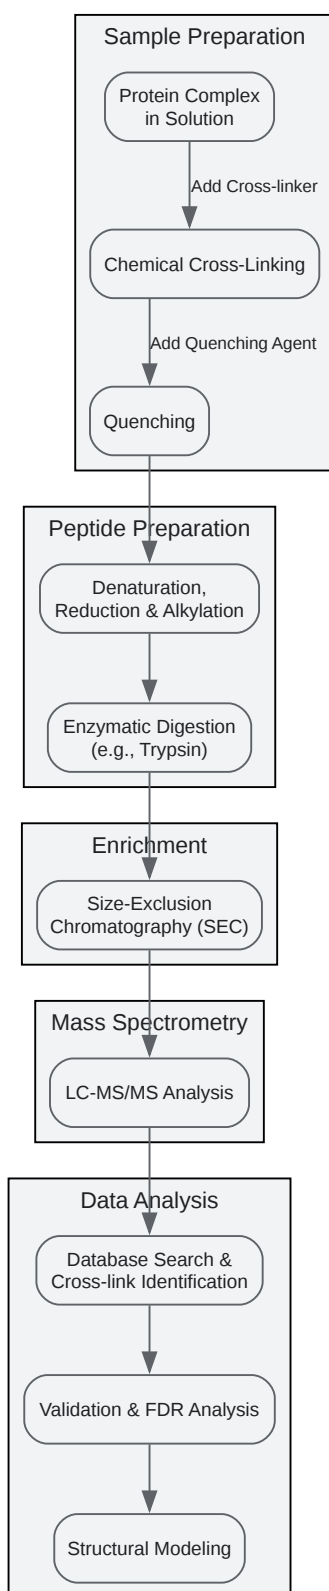 Sample Preparation
Protein Complex
in Solution
Add Cross-linker
Chemical Cross-Linking
Add Quenching Agent
Quenching
Peptide Preparation
Denaturation,
Reduction & Alkylation
Enzymatic Digestion
(e.g., Trypsin)
Enrichment
Size-Exclusion
Chromatography (SEC)
Mass Spectrometry
LC-MS/MS Analysis
Data Analysis
Database Search &
Cross-link Identification
Validation & FDR Analysis
Structural Modeling